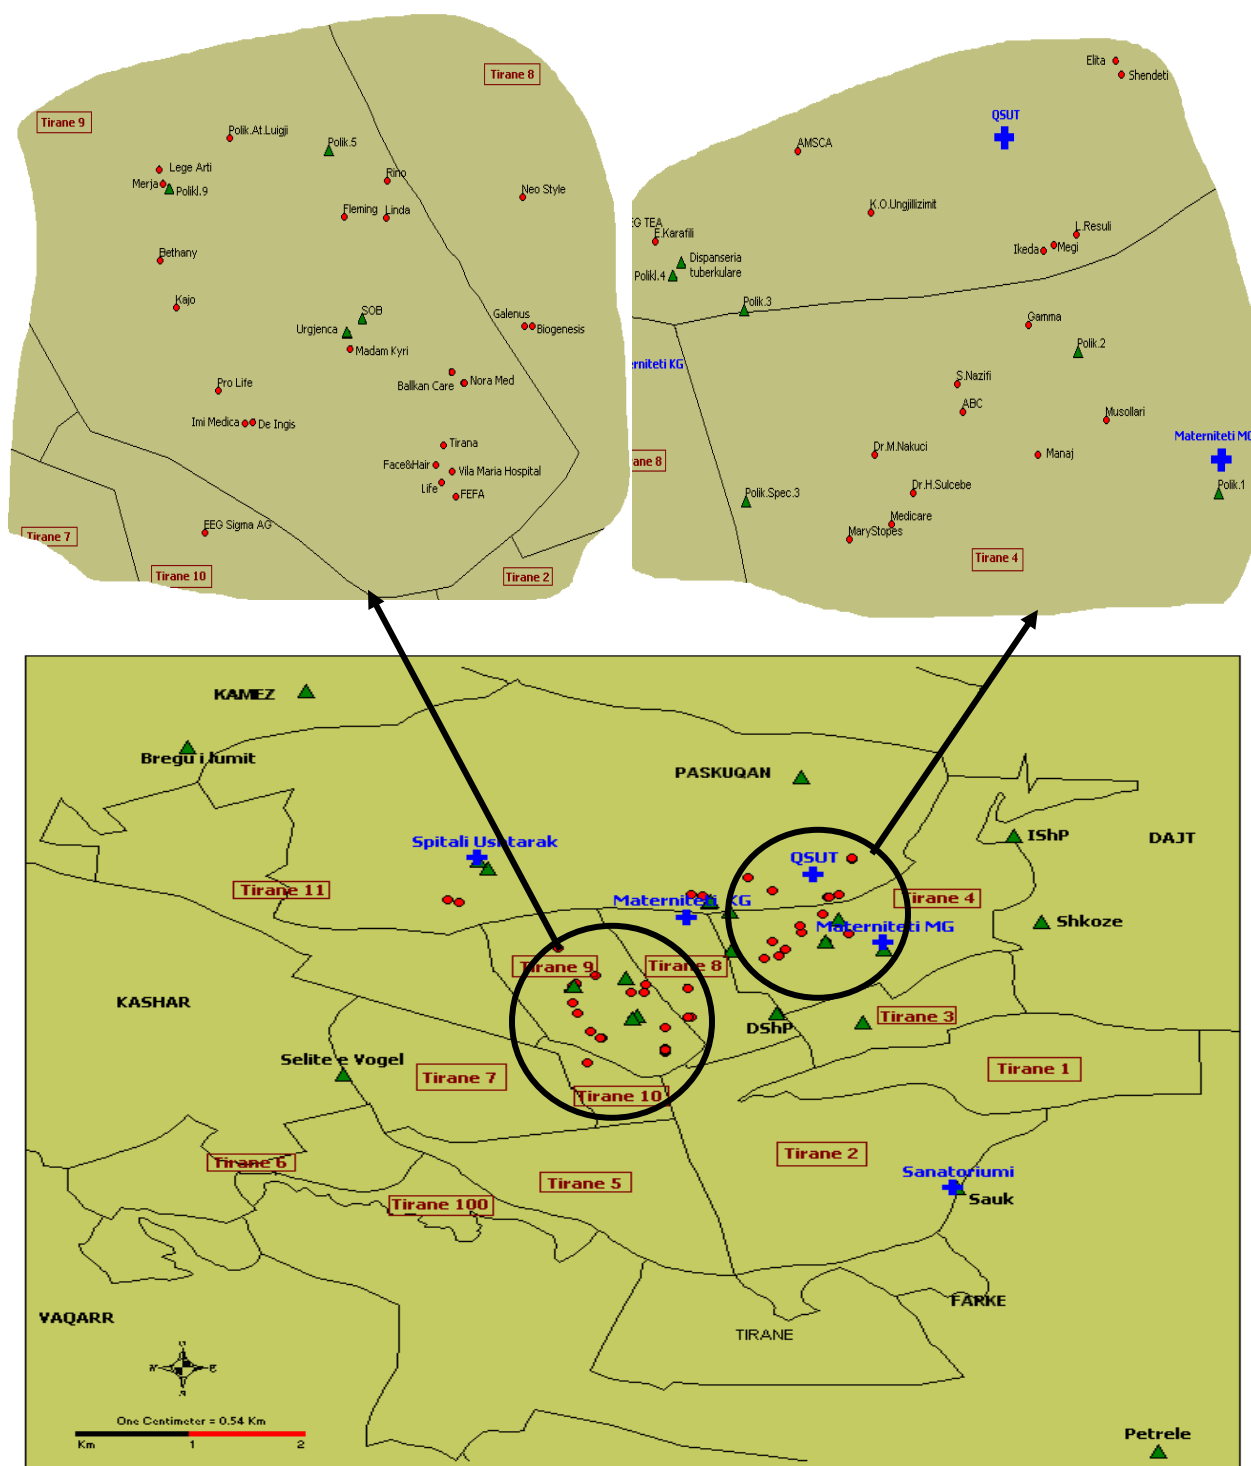 Tirane 8
Tirane 9
Polik.At.Luigji
Polik.5
Lege Arti
Merja
Polikl.9
Rino
Neo Style
Fleming
Linda
Bethany
Kajo
SOB
Urgjenca
Galenus
Biogenesis
Madam Kyri
Ballkan Care
Nora Med
Pro Life
Imi Medica
De Ingis
Tirana
Face&Hair
Vila Maria Hospital
Life
FEFA
EEG Sigma AG
Tirane 7
Tirane 10
Tirane 2
Elita
Shendeti
QSUT
AMSCA
K.O.Ungjillizimit
EG TEA
E.Karafili
L.Resuli
Ikeda
Megi
Dispanseria
tuberkulare
Polikl.4
Polik.3
Gamma
Polik.2
erniteti KG
S.Nazifi
ABC
Musollari
Materniteti MG
Dr.M.Nakuci
Manaj
ane 8
Polik.Spec.3
Dr.H.Sulcebe
Polik.1
Medicare
MaryStopes
Tirane 4
KAMEZ
Bregu i lumit
PASKUQAN
IShP
DAJT
Spitali Ushtarak
QSUT
Tirane 11
Materniteti KG
Tirane 4
Shkoze
Materniteti MG
Tirane 9
Tirane 8
KASHAR
DShP
Tirane 3
Selite e Vogel
Tirane 7
Tirane 10
Tirane 1
Tirane 2
Tirane 6
Tirane 5
Sanatoriumi
Sauk
Tirane 100
FARKE
VAQARR
TIRANE
One Centimeter = 0.54 Km
Km 1 2
Petrele